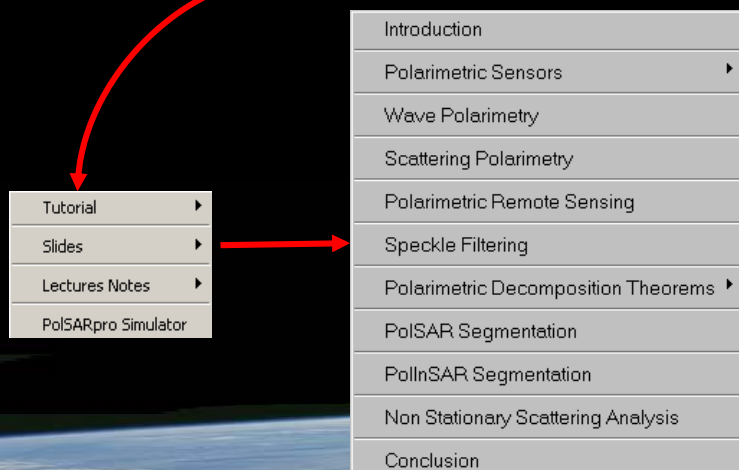 Tutorial
Slides
Lectures Notes
PolSARpro Simulator
Introduction
Polarimetric Sensors
Wave Polarimetry
Scattering Polarimetry
Polarimetric Remote Sensing
Speckle Filtering
Polarimetric Decomposition Theorems
PolSAR Segmentation
PolInSAR Segmentation
Non Stationary Scattering Analysis
Conclusion